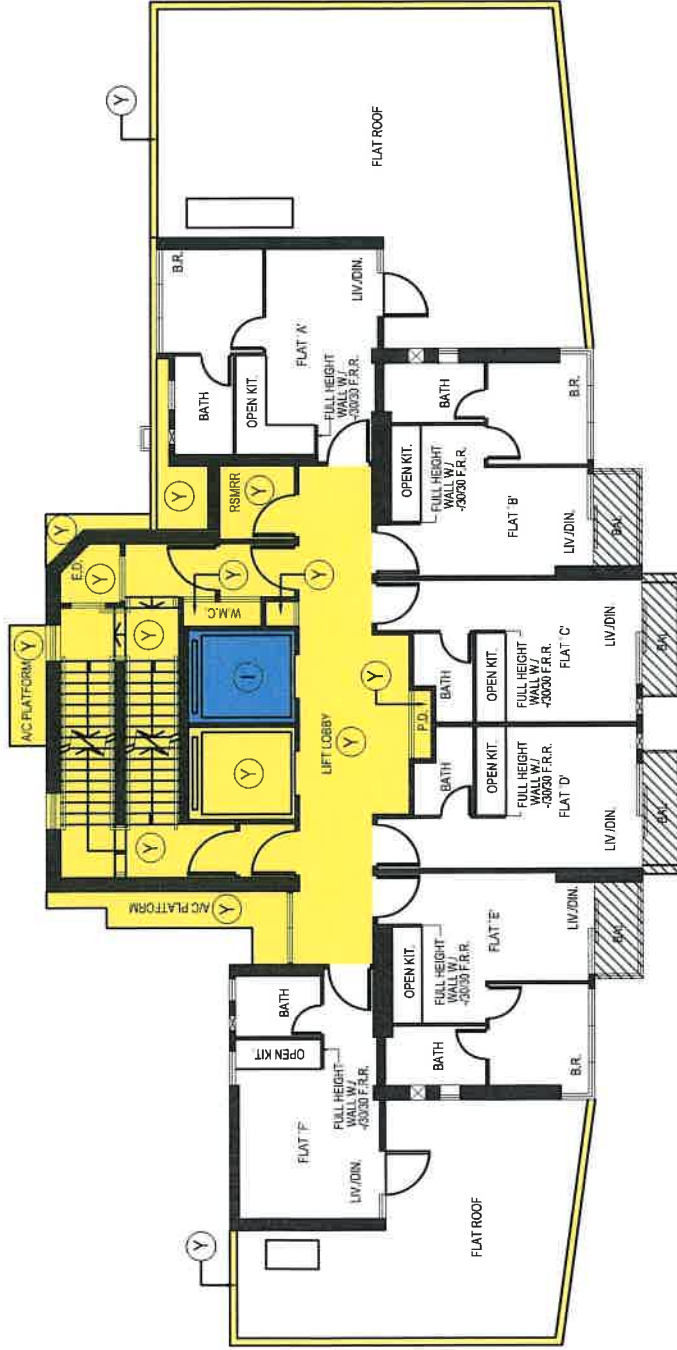 Y
FLAT ROOF
B.R.
BATH
OPEN KIT.
FLAT 'A'
LIV./DIN.
FULL HEIGHT
WALL W./
-/30/30 F.R.R.
Y
RSMRR
Y
Y
E.D.
Y
Y
W.M.C.
Y
Y
A/C PLATFORM
Y
I
Y
LIFT LOBBY
Y
Y
P.D.
Y
A/C PLATFORM
Y
BATH
B.R.
OPEN KIT.
FULL HEIGHT
WALL W./
-/30/30 F.R.R.
FLAT 'B'
LIV./DIN.
BAL.
BATH
OPEN KIT.
FULL HEIGHT
WALL W./
-/30/30 F.R.R.
FLAT 'C'
LIV./DIN.
BAL.
BATH
OPEN KIT.
FULL HEIGHT
WALL W./
-/30/30 F.R.R.
FLAT 'D'
LIV./DIN.
BAL.
OPEN KIT.
FULL HEIGHT
WALL W./
-/30/30 F.R.R.
FLAT 'E'
LIV./DIN.
BAL.
BATH
B.R.
BATH
OPEN KIT.
FULL HEIGHT
WALL W./
-/30/30 F.R.R.
FLAT 'F'
LIV./DIN.
FLAT ROOF
Y